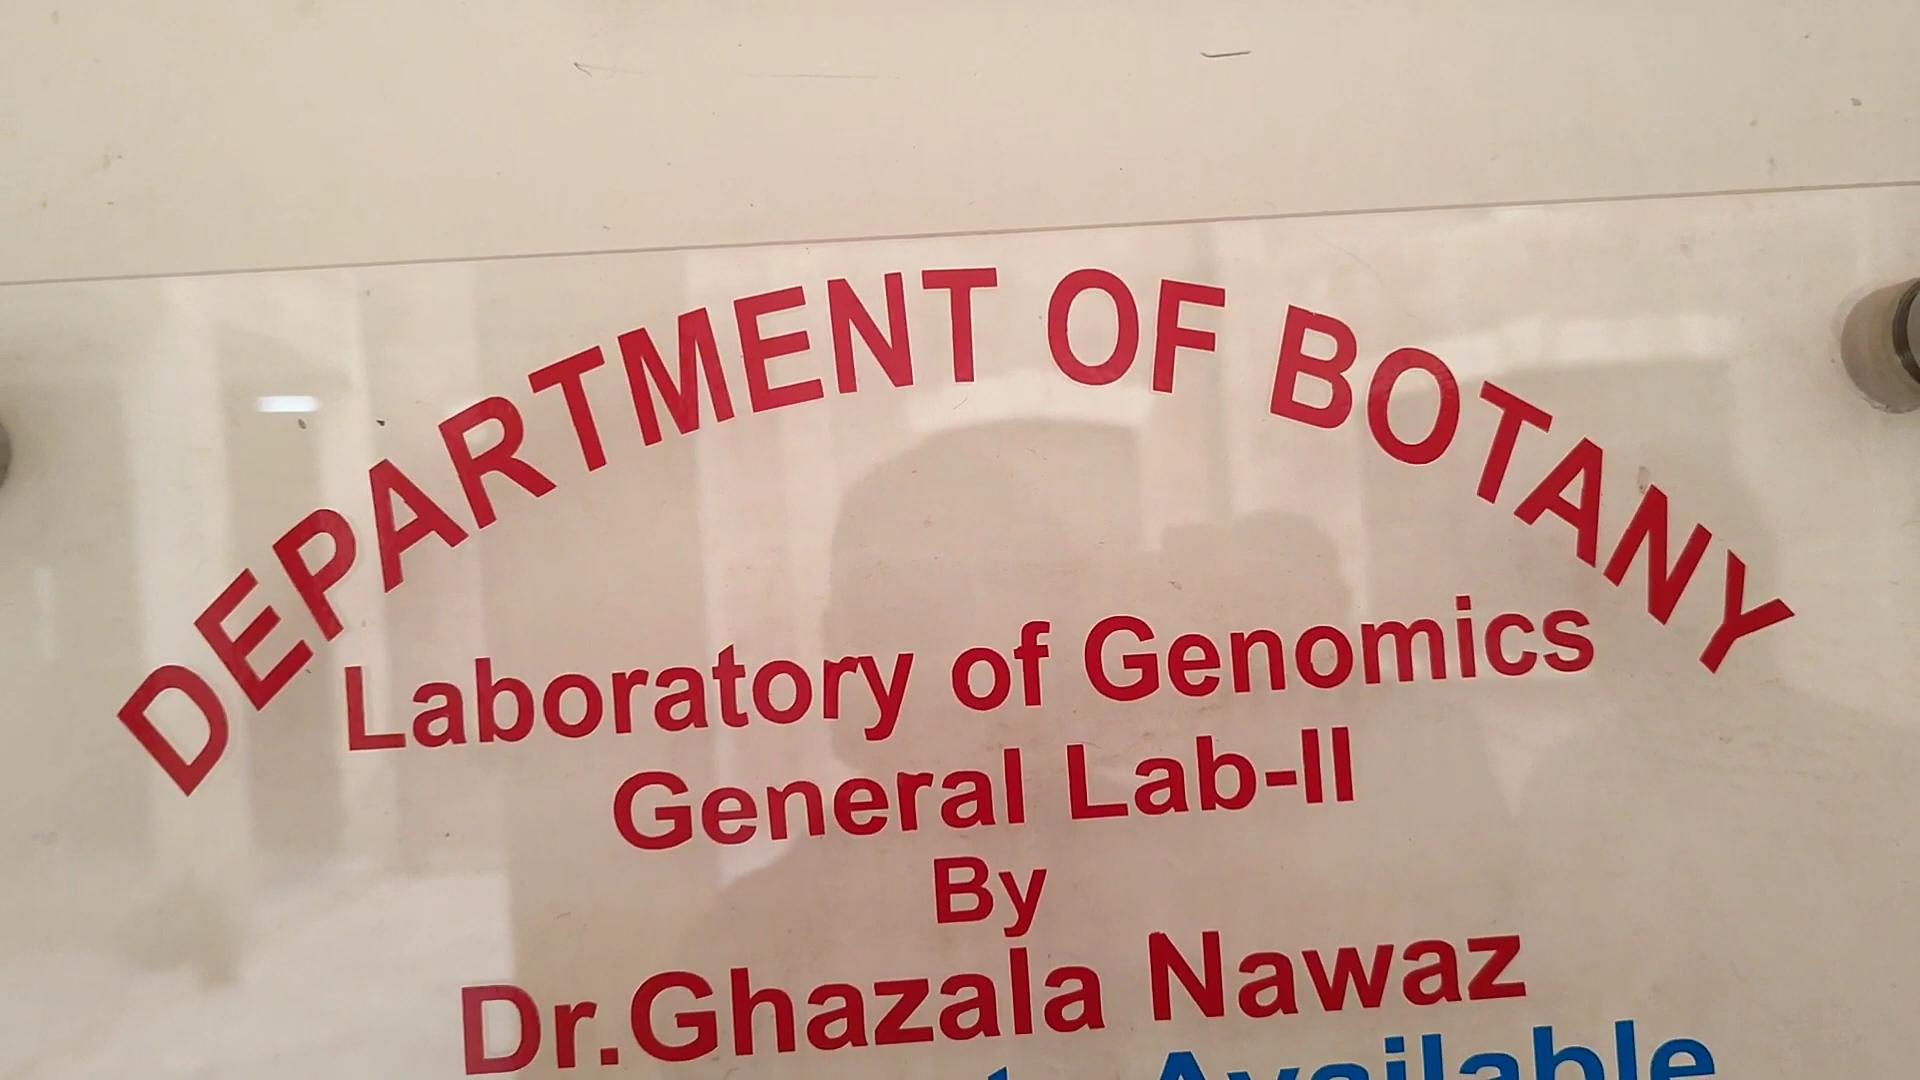 DEPARTMENT OF BOTANY
Laboratory of Genomics
General Lab-II
By
Dr.Ghazala Nawaz
Available